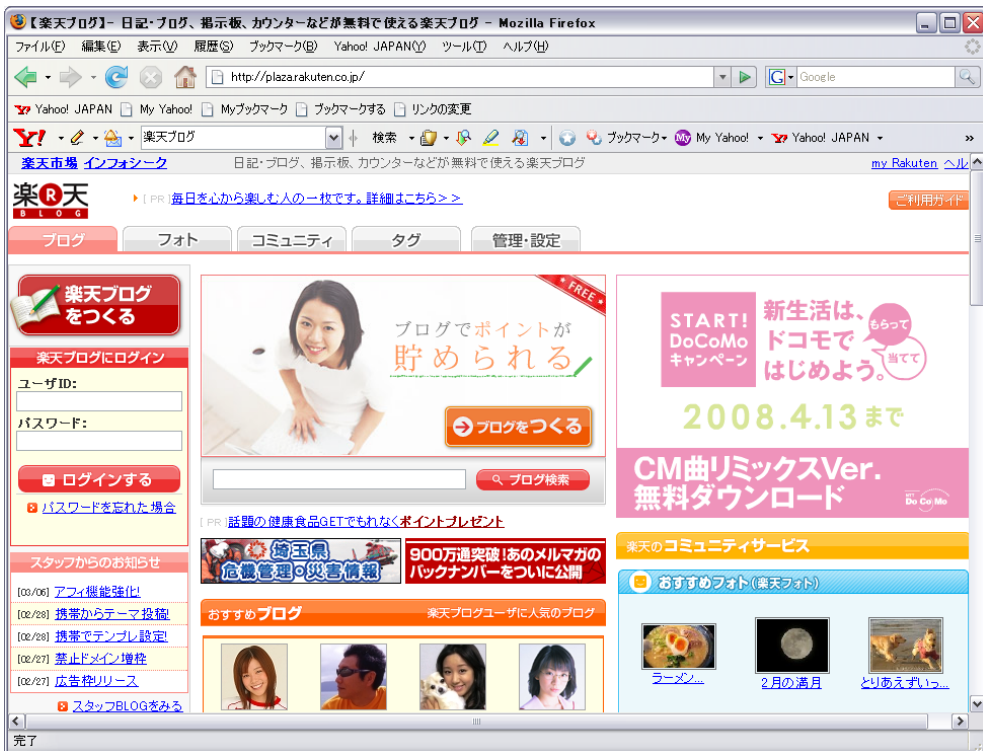 【楽天ブログ】- 日記・ブログ、掲示板、カウンターなどが無料で使える楽天ブログ - Mozilla Firefox
ファイル(F) 編集(E) 表示(V) 履歴(S) ブックマーク(B) Yahoo! JAPAN(Y) ツール(T) ヘルプ(H)
http://plaza.rakuten.co.jp/
G Google
Yahoo! JAPAN My Yahoo! Myブックマーク ブックマークする リンクの変更
Y! 楽天ブログ 検索 ブックマーク My Yahoo! Yahoo! JAPAN »
楽天市場 インフォシーク 日記・ブログ、掲示板、カウンターなどが無料で使える楽天ブログ my Rakuten ヘル
楽R天
BLOG
[PR]毎日を心から楽しむ人の一枚です。詳細はこちら>>
ご利用ガイド
ブログ フォト コミュニティ タグ 管理・設定
楽天ブログ
をつくる
楽天ブログにログイン
ユーザID:
パスワード:
ログインする
パスワードを忘れた場合
スタッフからのお知らせ
[03/06] アフィ機能強化!
[02/28] 携帯からテーマ投稿!
[02/28] 携帯でテンプレ設定!
[02/27] 禁止ドメイン増枠
[02/27] 広告枠リリース
スタッフBLOGをみる
* FREE *
ブログでポイントが
貯められる
ブログをつくる
ブログ検索
[PR]話題の健康食品GETでもれなくポイントプレゼント
埼玉県
危機管理・災害情報
900万通突破!あのメルマガの
バックナンバーをついに公開
おすすめブログ 楽天ブログユーザに人気のブログ
START!
DoCoMo
キャンペーン
新生活は、
ドコモで
はじめよう。
もらって
当てて
2008.4.13まで
CM曲リミックスVer.
無料ダウンロード
NTT DoCoMo
楽天のコミュニティサービス
おすすめフォト(楽天フォト)
ラーメン...
2月の満月
とりあえずいっ...
完了